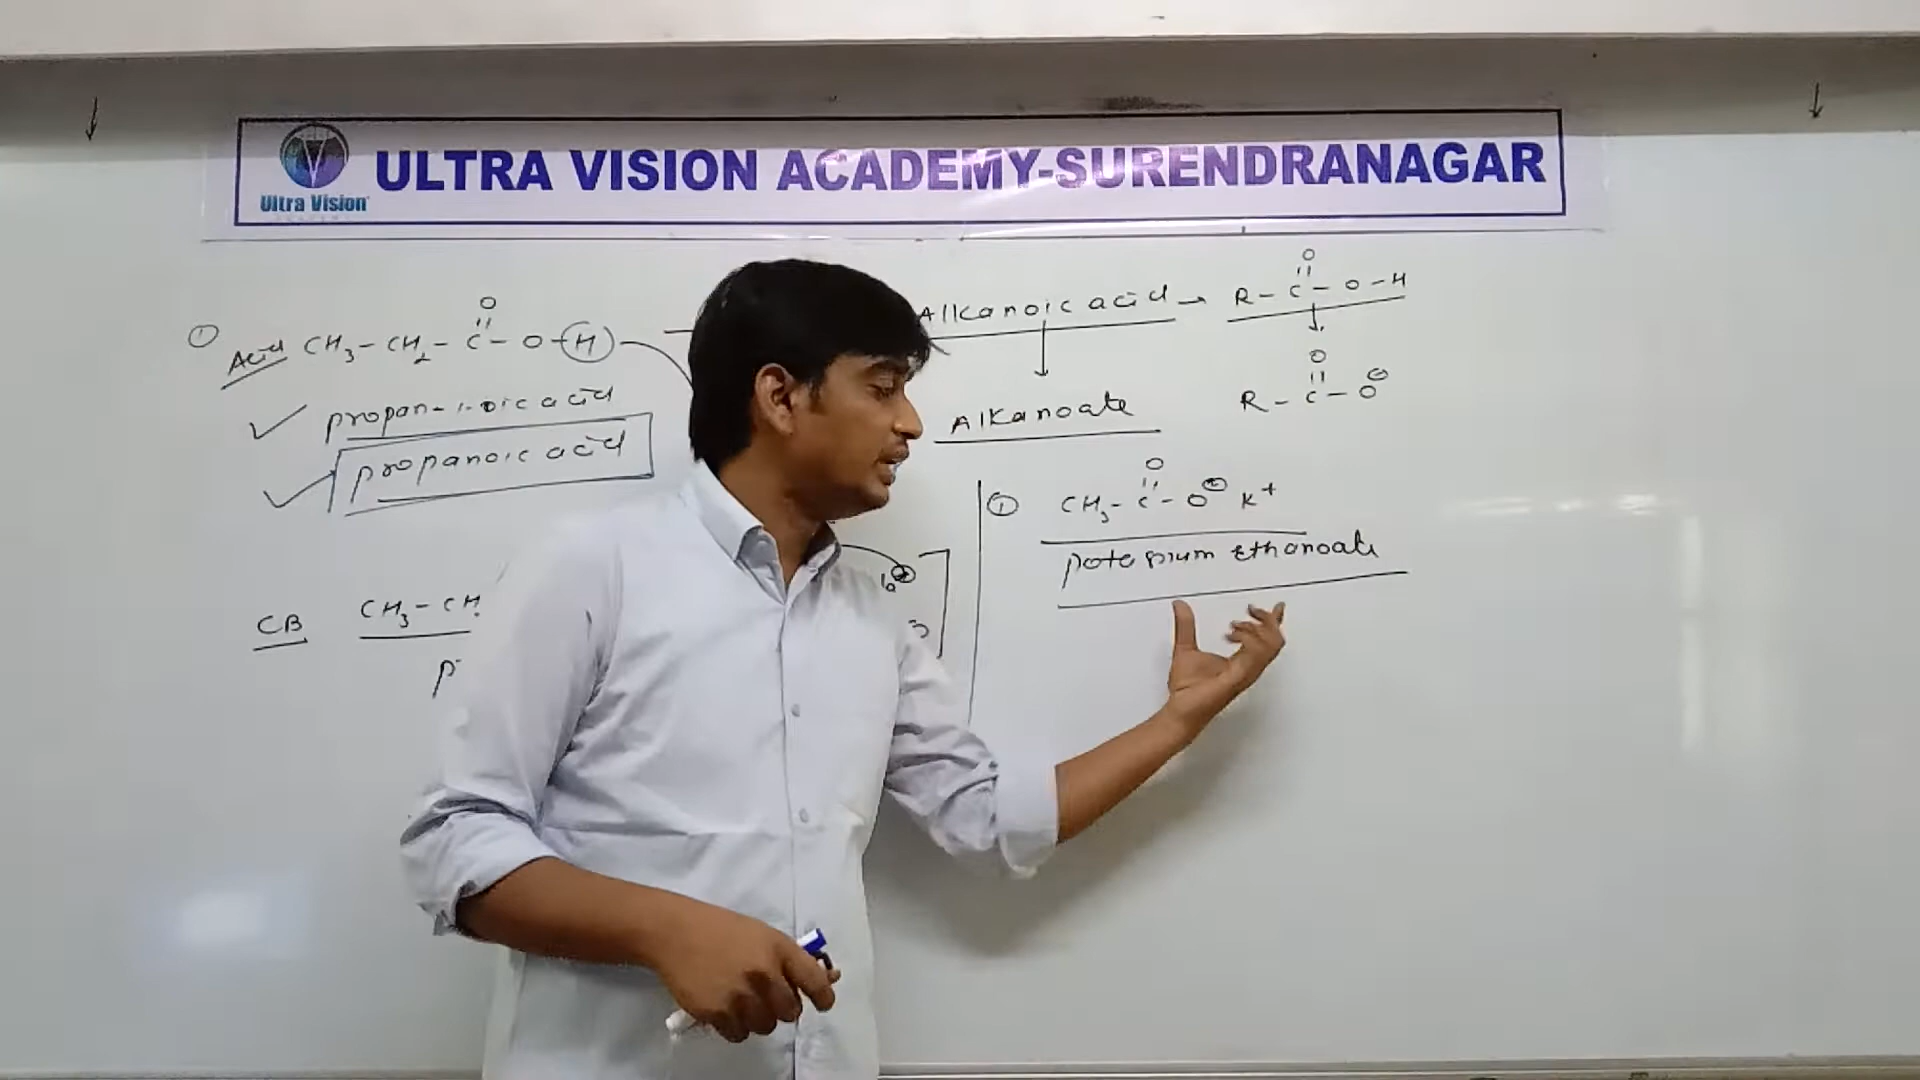 ULTRA VISION ACADEMY-SURENDRANAGAR
Ultra Vision
① Acid CH3 - CH2 - C - O - H
O
propan-1-oic acid
propanoic acid
CB CH3 - CH
Alkanoic acid → R - C - O - H
O
Alkanoate
O
R - C - O⊖
O
① CH3 - C - O⊖ K+
potassium Ethanoate